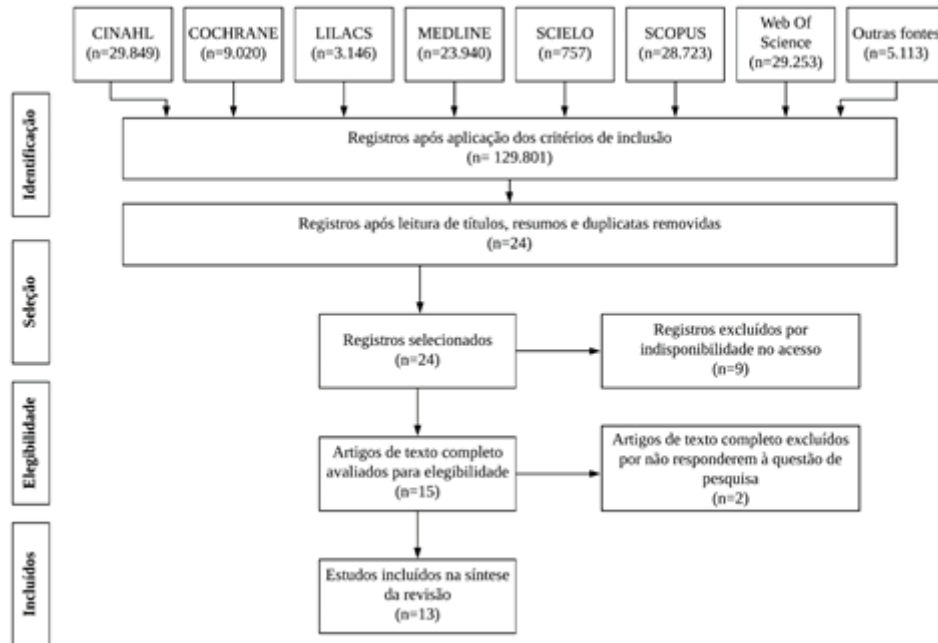 CINAHL
(n=29.849)
COCHRANE
(n=9.020)
LILACS
(n=3.146)
MEDLINE
(n=23.940)
SCIELO
(n=757)
SCOPUS
(n=28.723)
Web Of
Science
(n=29.253)
Outras fontes
(n=5.113)
Identificação
Registros após aplicação dos critérios de inclusão
(n= 129.801)
Registros após leitura de títulos, resumos e duplicatas removidas
(n=24)
Seleção
Registros selecionados
(n=24)
Registros excluídos por
indisponibilidade no acesso
(n=9)
Elegibilidade
Artigos de texto completo
avaliados para elegibilidade
(n=15)
Artigos de texto completo excluídos
por não responderem à questão de
pesquisa
(n=2)
Incluídos
Estudos incluídos na síntese
da revisão
(n=13)